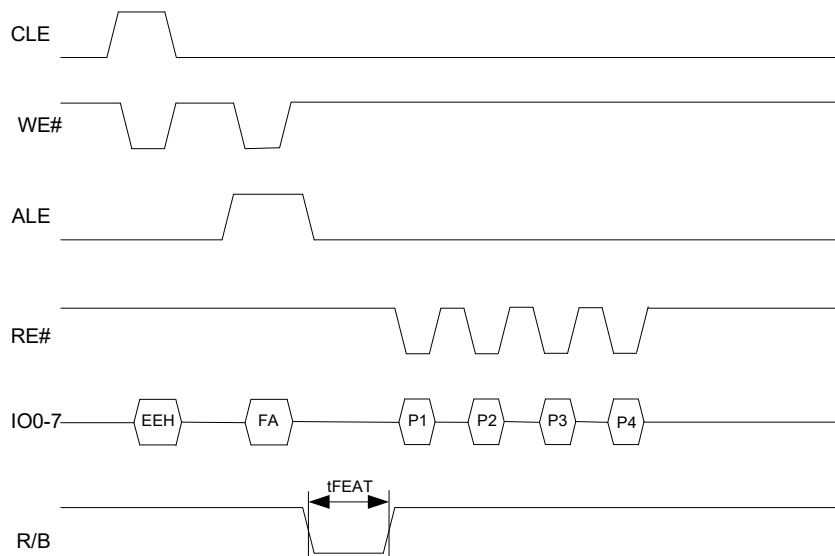 CLE
WE#
ALE
RE#
IO0-7 EEH FA P1 P2 P3 P4
tFEAT
R/B